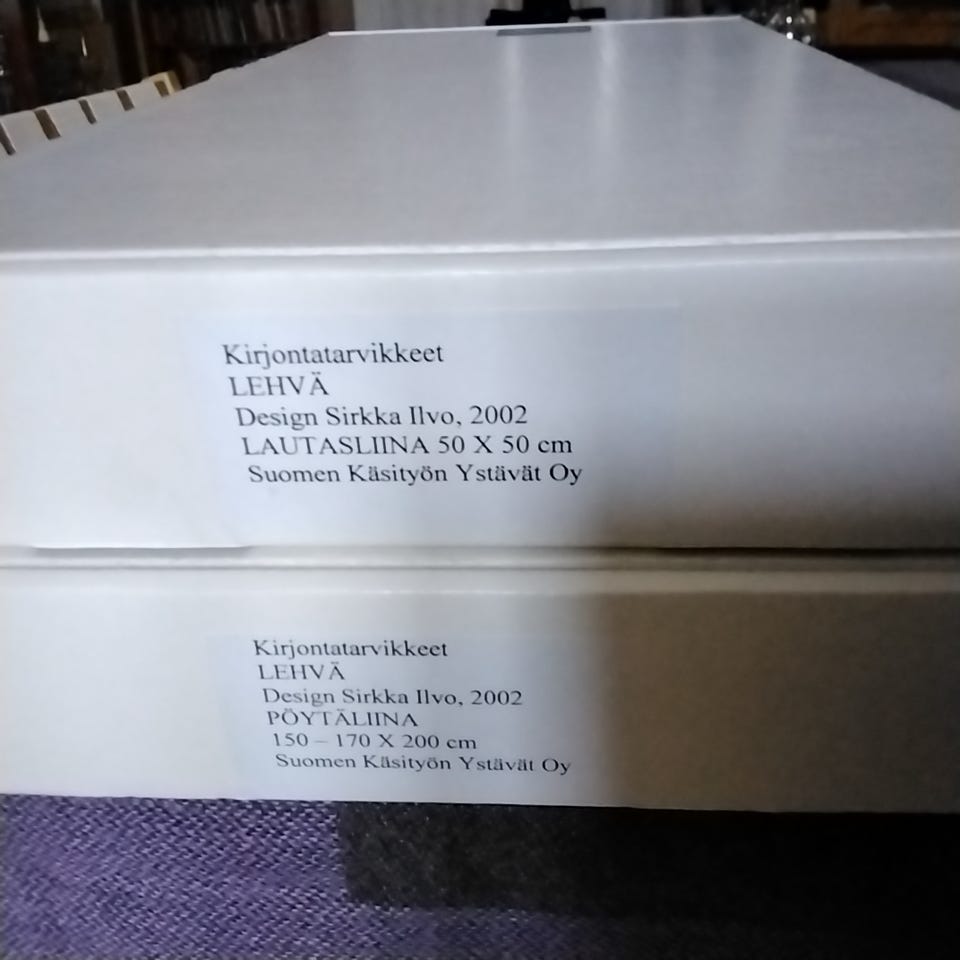 Kirjontatarvikkeet
LEHVÄ
Design Sirkka Ilvo, 2002
LAUTASLIINA 50 X 50 cm
Suomen Käsityön Ystävät Oy
Kirjontatarvikkeet
LEHVÄ
Design Sirkka Ilvo, 2002
PÖYTÄLIINA
150 – 170 X 200 cm
Suomen Käsityön Ystävät Oy